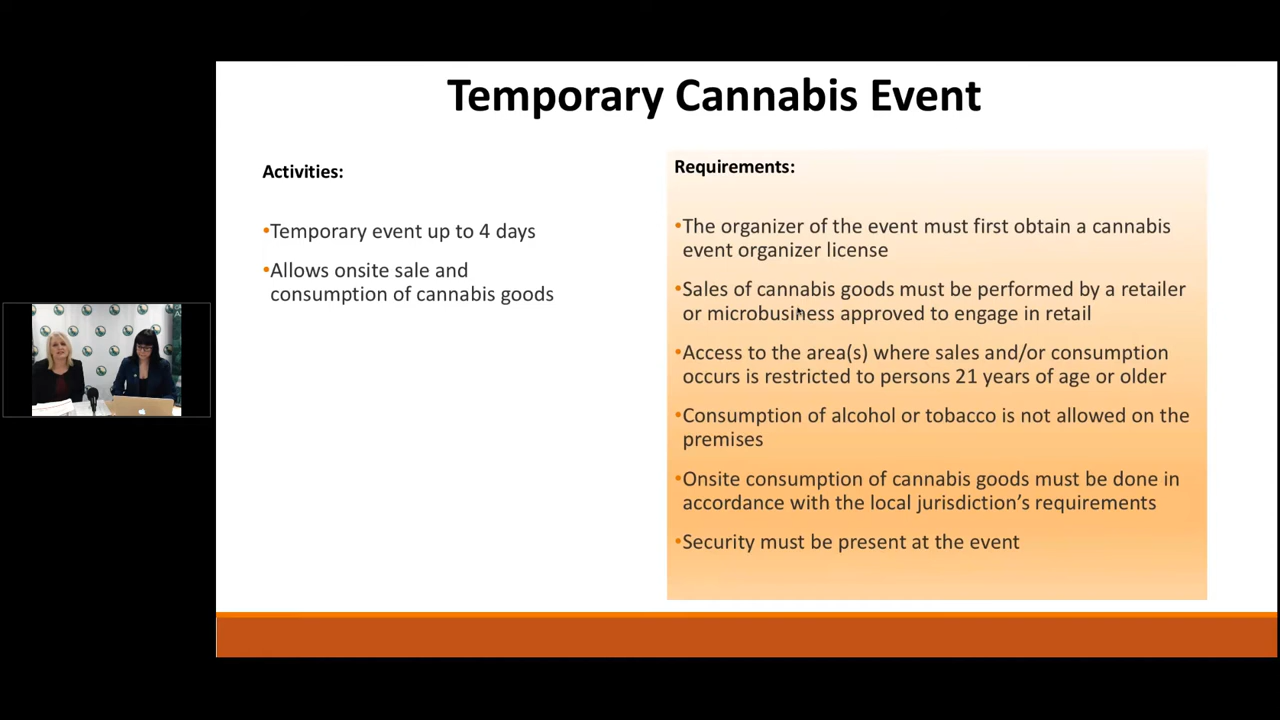 Temporary Cannabis Event
Activities:
•Temporary event up to 4 days
•Allows onsite sale and
consumption of cannabis goods
Requirements:
•The organizer of the event must first obtain a cannabis
event organizer license
•Sales of cannabis goods must be performed by a retailer
or microbusiness approved to engage in retail
•Access to the area(s) where sales and/or consumption
occurs is restricted to persons 21 years of age or older
•Consumption of alcohol or tobacco is not allowed on the
premises
•Onsite consumption of cannabis goods must be done in
accordance with the local jurisdiction’s requirements
•Security must be present at the event